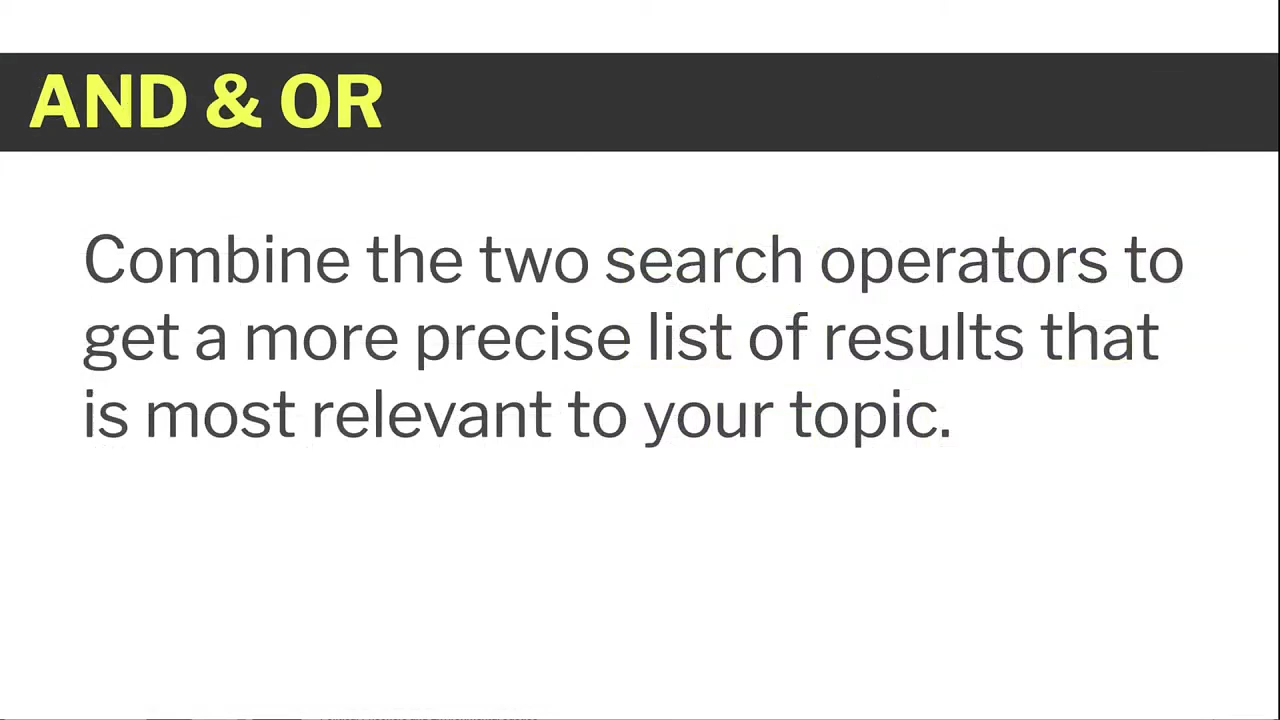 AND & OR
Combine the two search operators to
get a more precise list of results that
is most relevant to your topic.